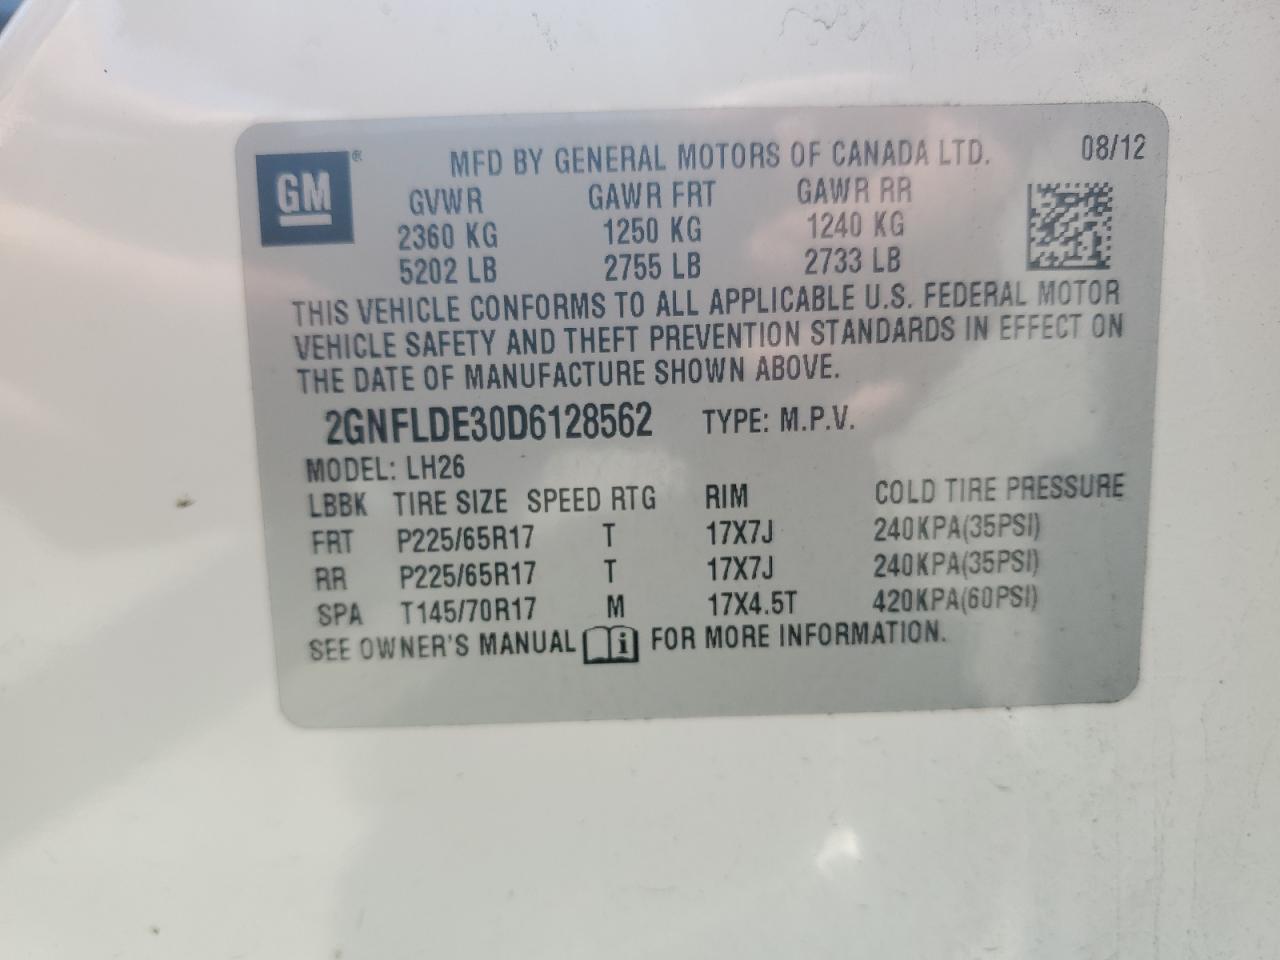 GM ®
MFD BY GENERAL MOTORS OF CANADA LTD. 08/12
GVWR GAWR FRT GAWR RR
2360 KG 1250 KG 1240 KG
5202 LB 2755 LB 2733 LB
THIS VEHICLE CONFORMS TO ALL APPLICABLE U.S. FEDERAL MOTOR
VEHICLE SAFETY AND THEFT PREVENTION STANDARDS IN EFFECT ON
THE DATE OF MANUFACTURE SHOWN ABOVE.
2GNFLDE30D6128562 TYPE: M.P.V.
MODEL: LH26
LBBK TIRE SIZE SPEED RTG RIM COLD TIRE PRESSURE
FRT P225/65R17 T 17X7J 240KPA(35PSI)
RR P225/65R17 T 17X7J 240KPA(35PSI)
SPA T145/70R17 M 17X4.5T 420KPA(60PSI)
SEE OWNER'S MANUAL i FOR MORE INFORMATION.